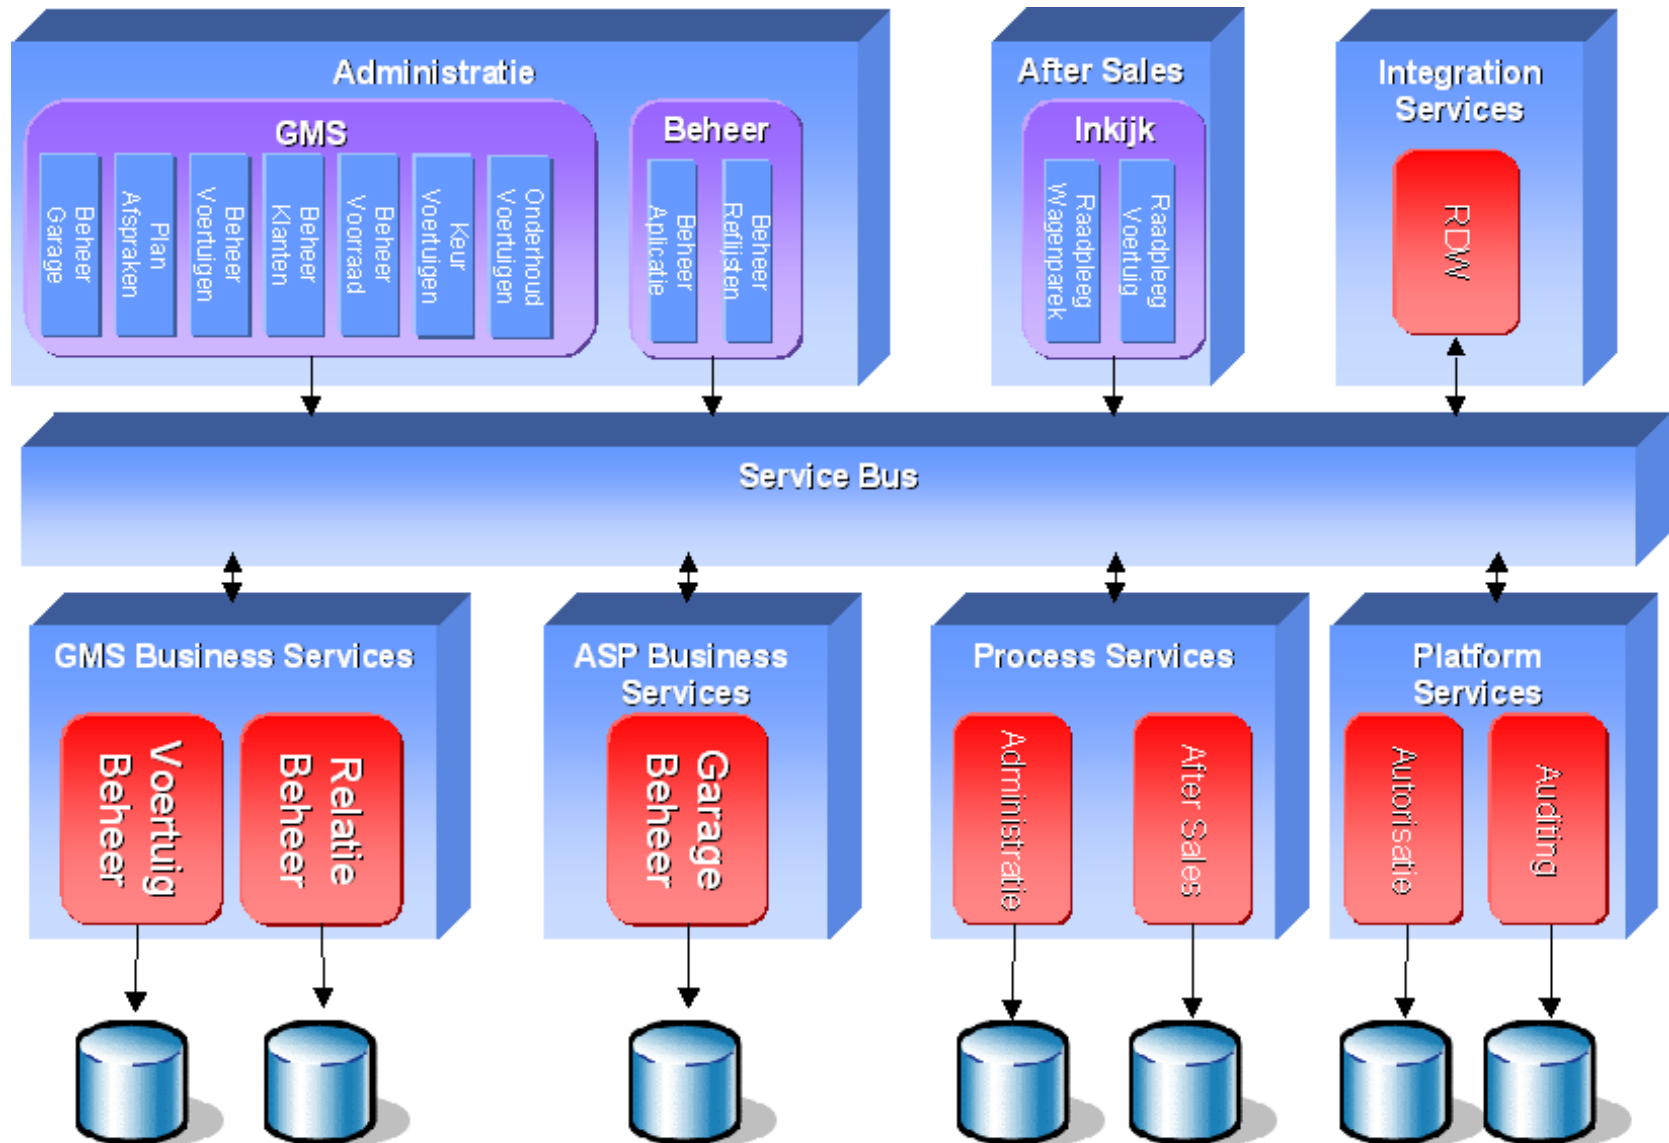 Administratie
GMS
Beheer
Garage
Plan
Afspraken
Beheer
Voertuigen
Beheer
Klanten
Beheer
Voorraad
Keur
Voertuigen
Onderhoud
Voertuigen
Beheer
Beheer
Aplicatie
Beheer
Reflijsten
After Sales
Inkijk
Raadpleeg
Wagenparek
Raadpleeg
Voertuig
Integration
Services
RDW
Service Bus
GMS Business Services
Voertuig
Beheer
Relatie
Beheer
ASP Business
Services
Garage
Beheer
Process Services
Administratie
After Sales
Platform
Services
Autorisatie
Auditing